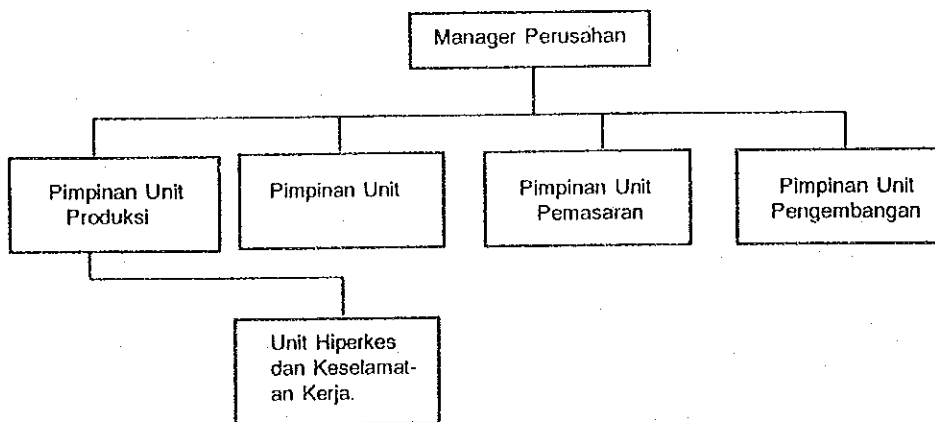 Manager Perusahan
Pimpinan Unit
Produksi
Pimpinan Unit
Pimpinan Unit
Pemasaran
Pimpinan Unit
Pengembangan
Unit Hiperkes
dan Keselamat-
an Kerja.